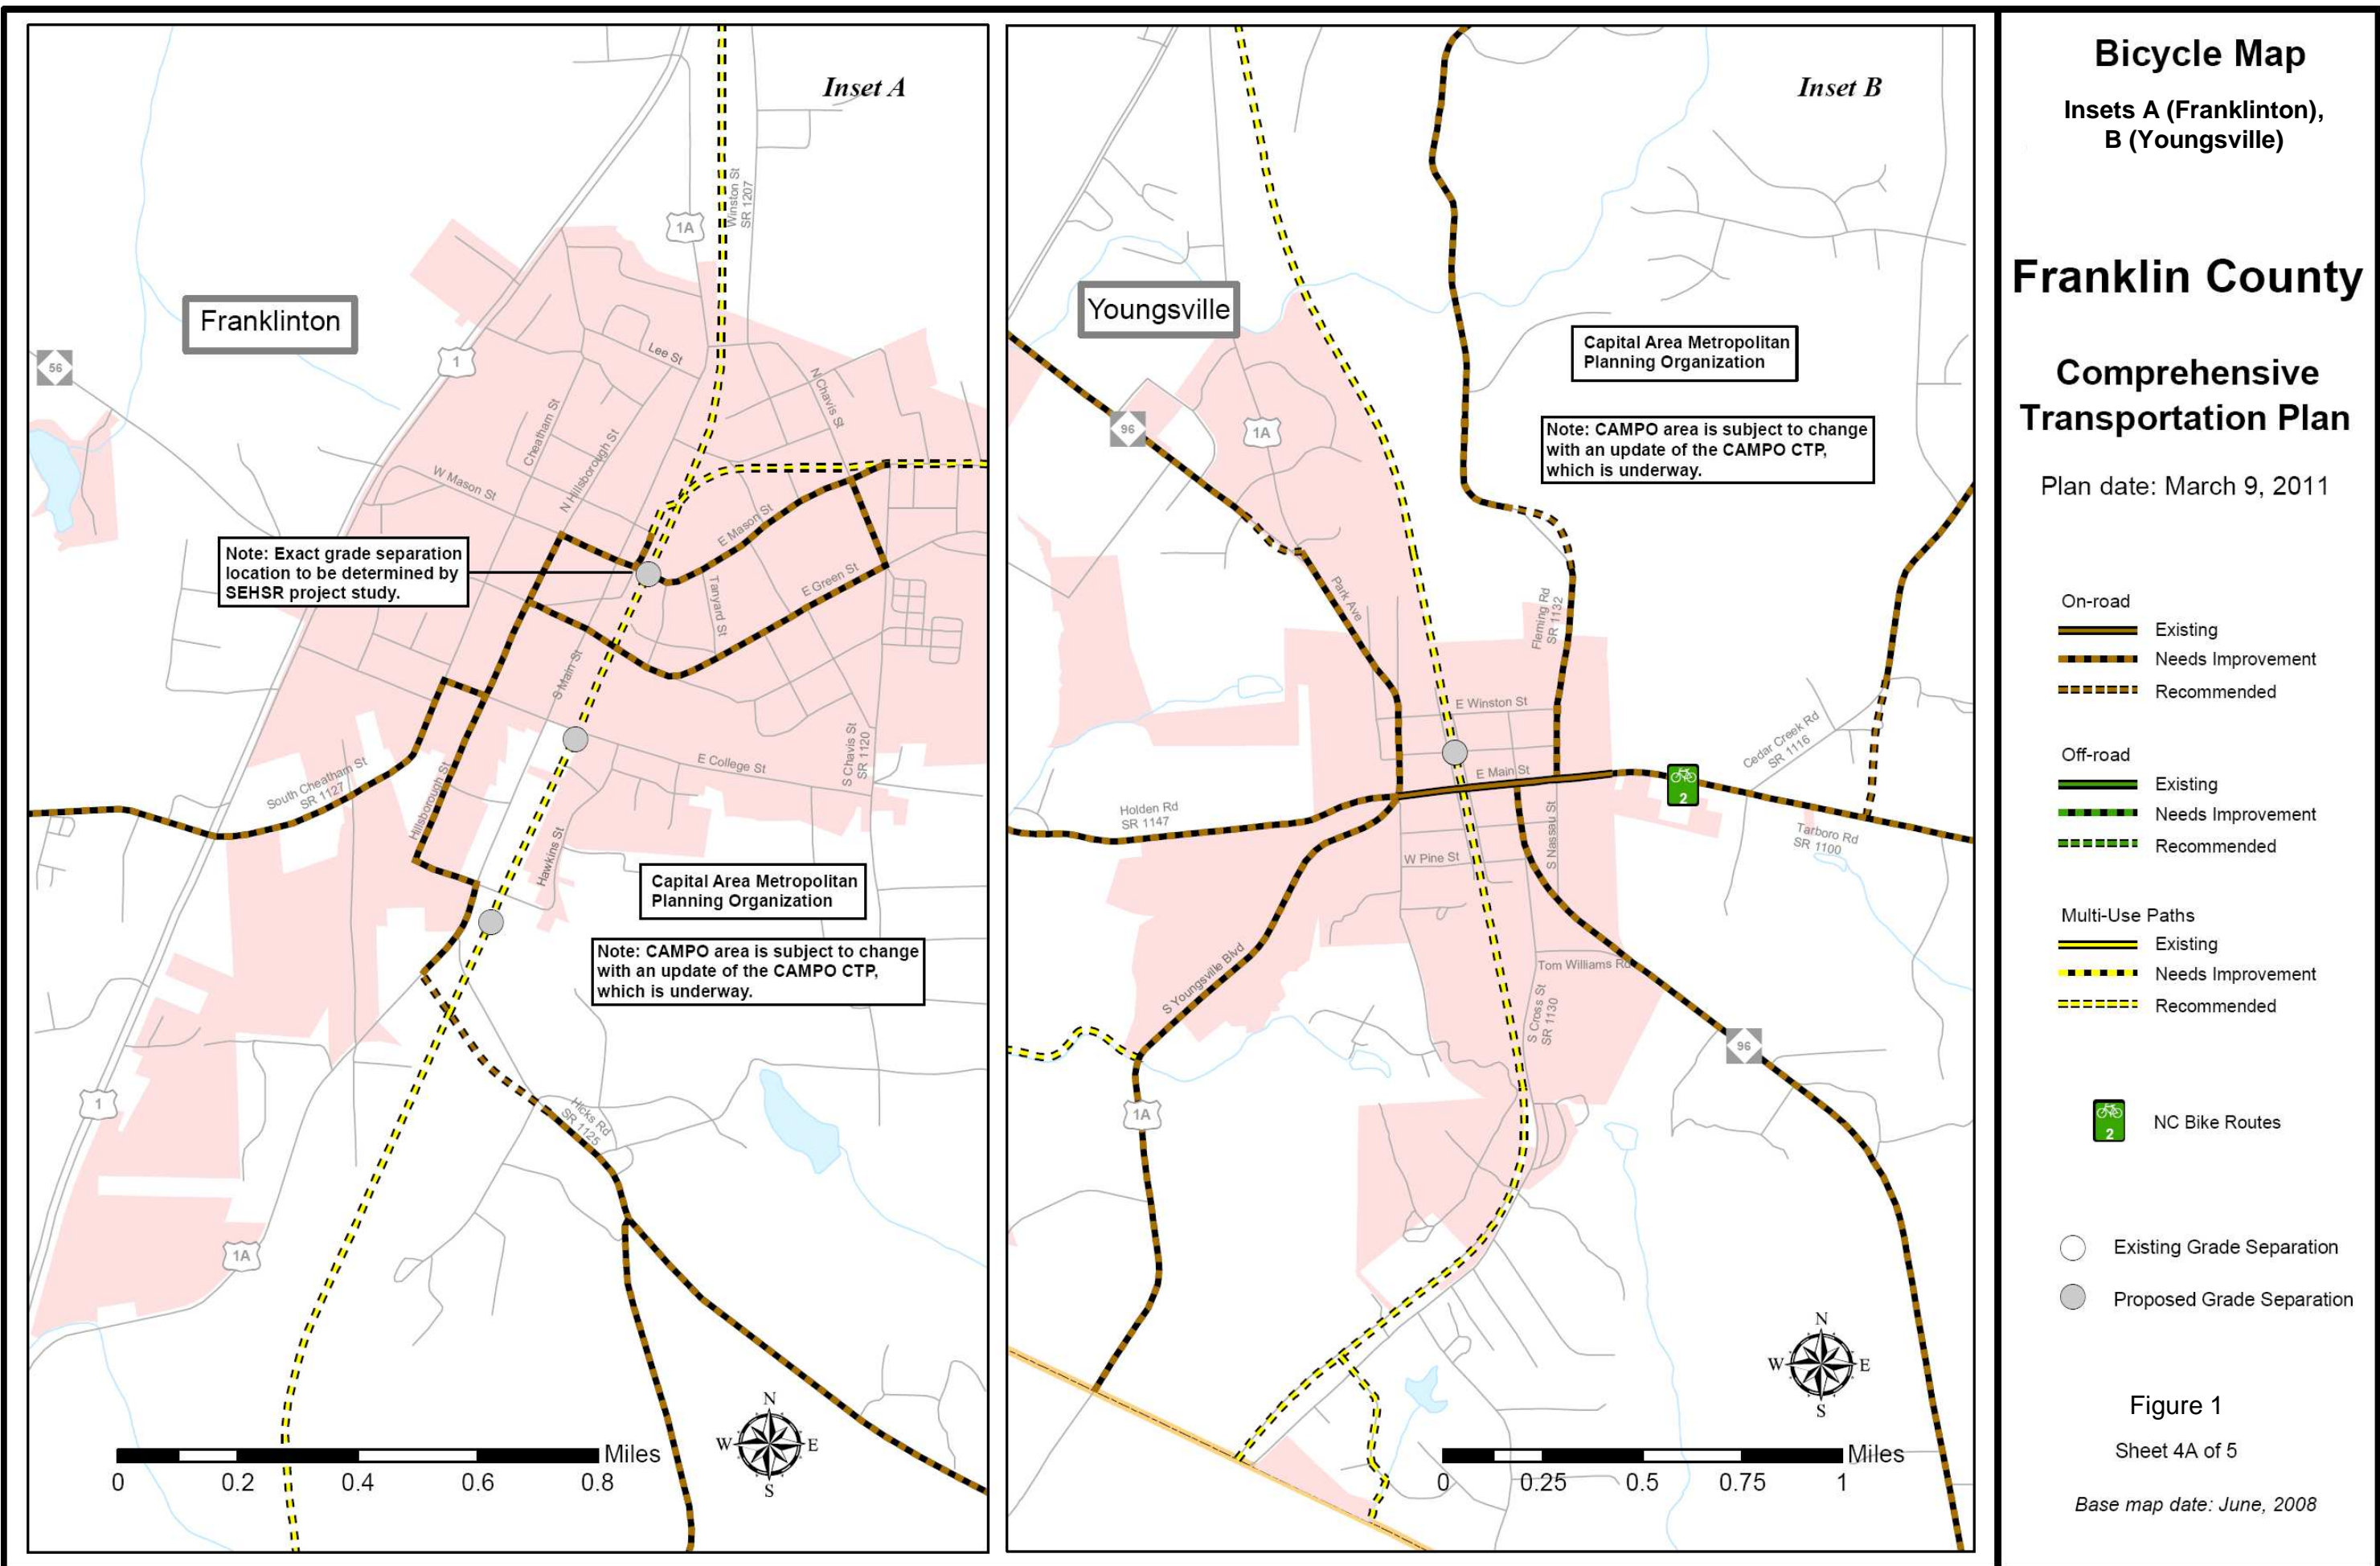 Inset A
Winston St
SR 1207
1A
Franklinton
56
1
Lee St
N Chavis St
Cheatham St
N Hillsborough St
W Mason St
E Mason St
Note: Exact grade separation
location to be determined by
SEHSR project study.
Tanyard St
E Green St
S Main St
S Chavis St
SR 1120
E College St
South Cheatham St
SR 1127
Hillsborough St
Hawkins St
Capital Area Metropolitan
Planning Organization
Note: CAMPO area is subject to change
with an update of the CAMPO CTP,
which is underway.
1
Hicks Rd
SR 1125
1A
N
W
E
S
Miles
0
0.2
0.4
0.6
0.8
Inset B
Youngsville
Capital Area Metropolitan
Planning Organization
96
1A
Note: CAMPO area is subject to change
with an update of the CAMPO CTP,
which is underway.
Park Ave
Fleming Rd
SR 1132
E Winston St
Cedar Creek Rd
SR 1116
E Main St
2
Holden Rd
SR 1147
Tarboro Rd
SR 1100
W Pine St
S Nassau St
S Youngsville Blvd
Tom Williams Rd
S Cross St
SR 1130
96
1A
N
W
E
S
Miles
0
0.25
0.5
0.75
1
Bicycle Map
Insets A (Franklinton),
B (Youngsville)
Franklin County
Comprehensive
Transportation Plan
Plan date: March 9, 2011
On-road
Existing
Needs Improvement
Recommended
Off-road
Existing
Needs Improvement
Recommended
Multi-Use Paths
Existing
Needs Improvement
Recommended
2
NC Bike Routes
Existing Grade Separation
Proposed Grade Separation
Figure 1
Sheet 4A of 5
Base map date: June, 2008